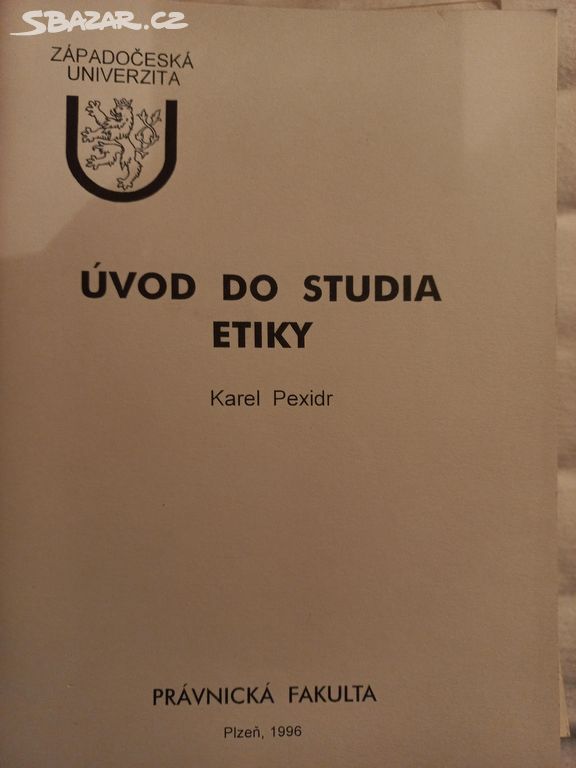 SBAZAR.CZ
ZÁPADOČESKÁ
UNIVERZITA
ÚVOD DO STUDIA
ETIKY
Karel Pexidr
PRÁVNICKÁ FAKULTA
Plzeň, 1996